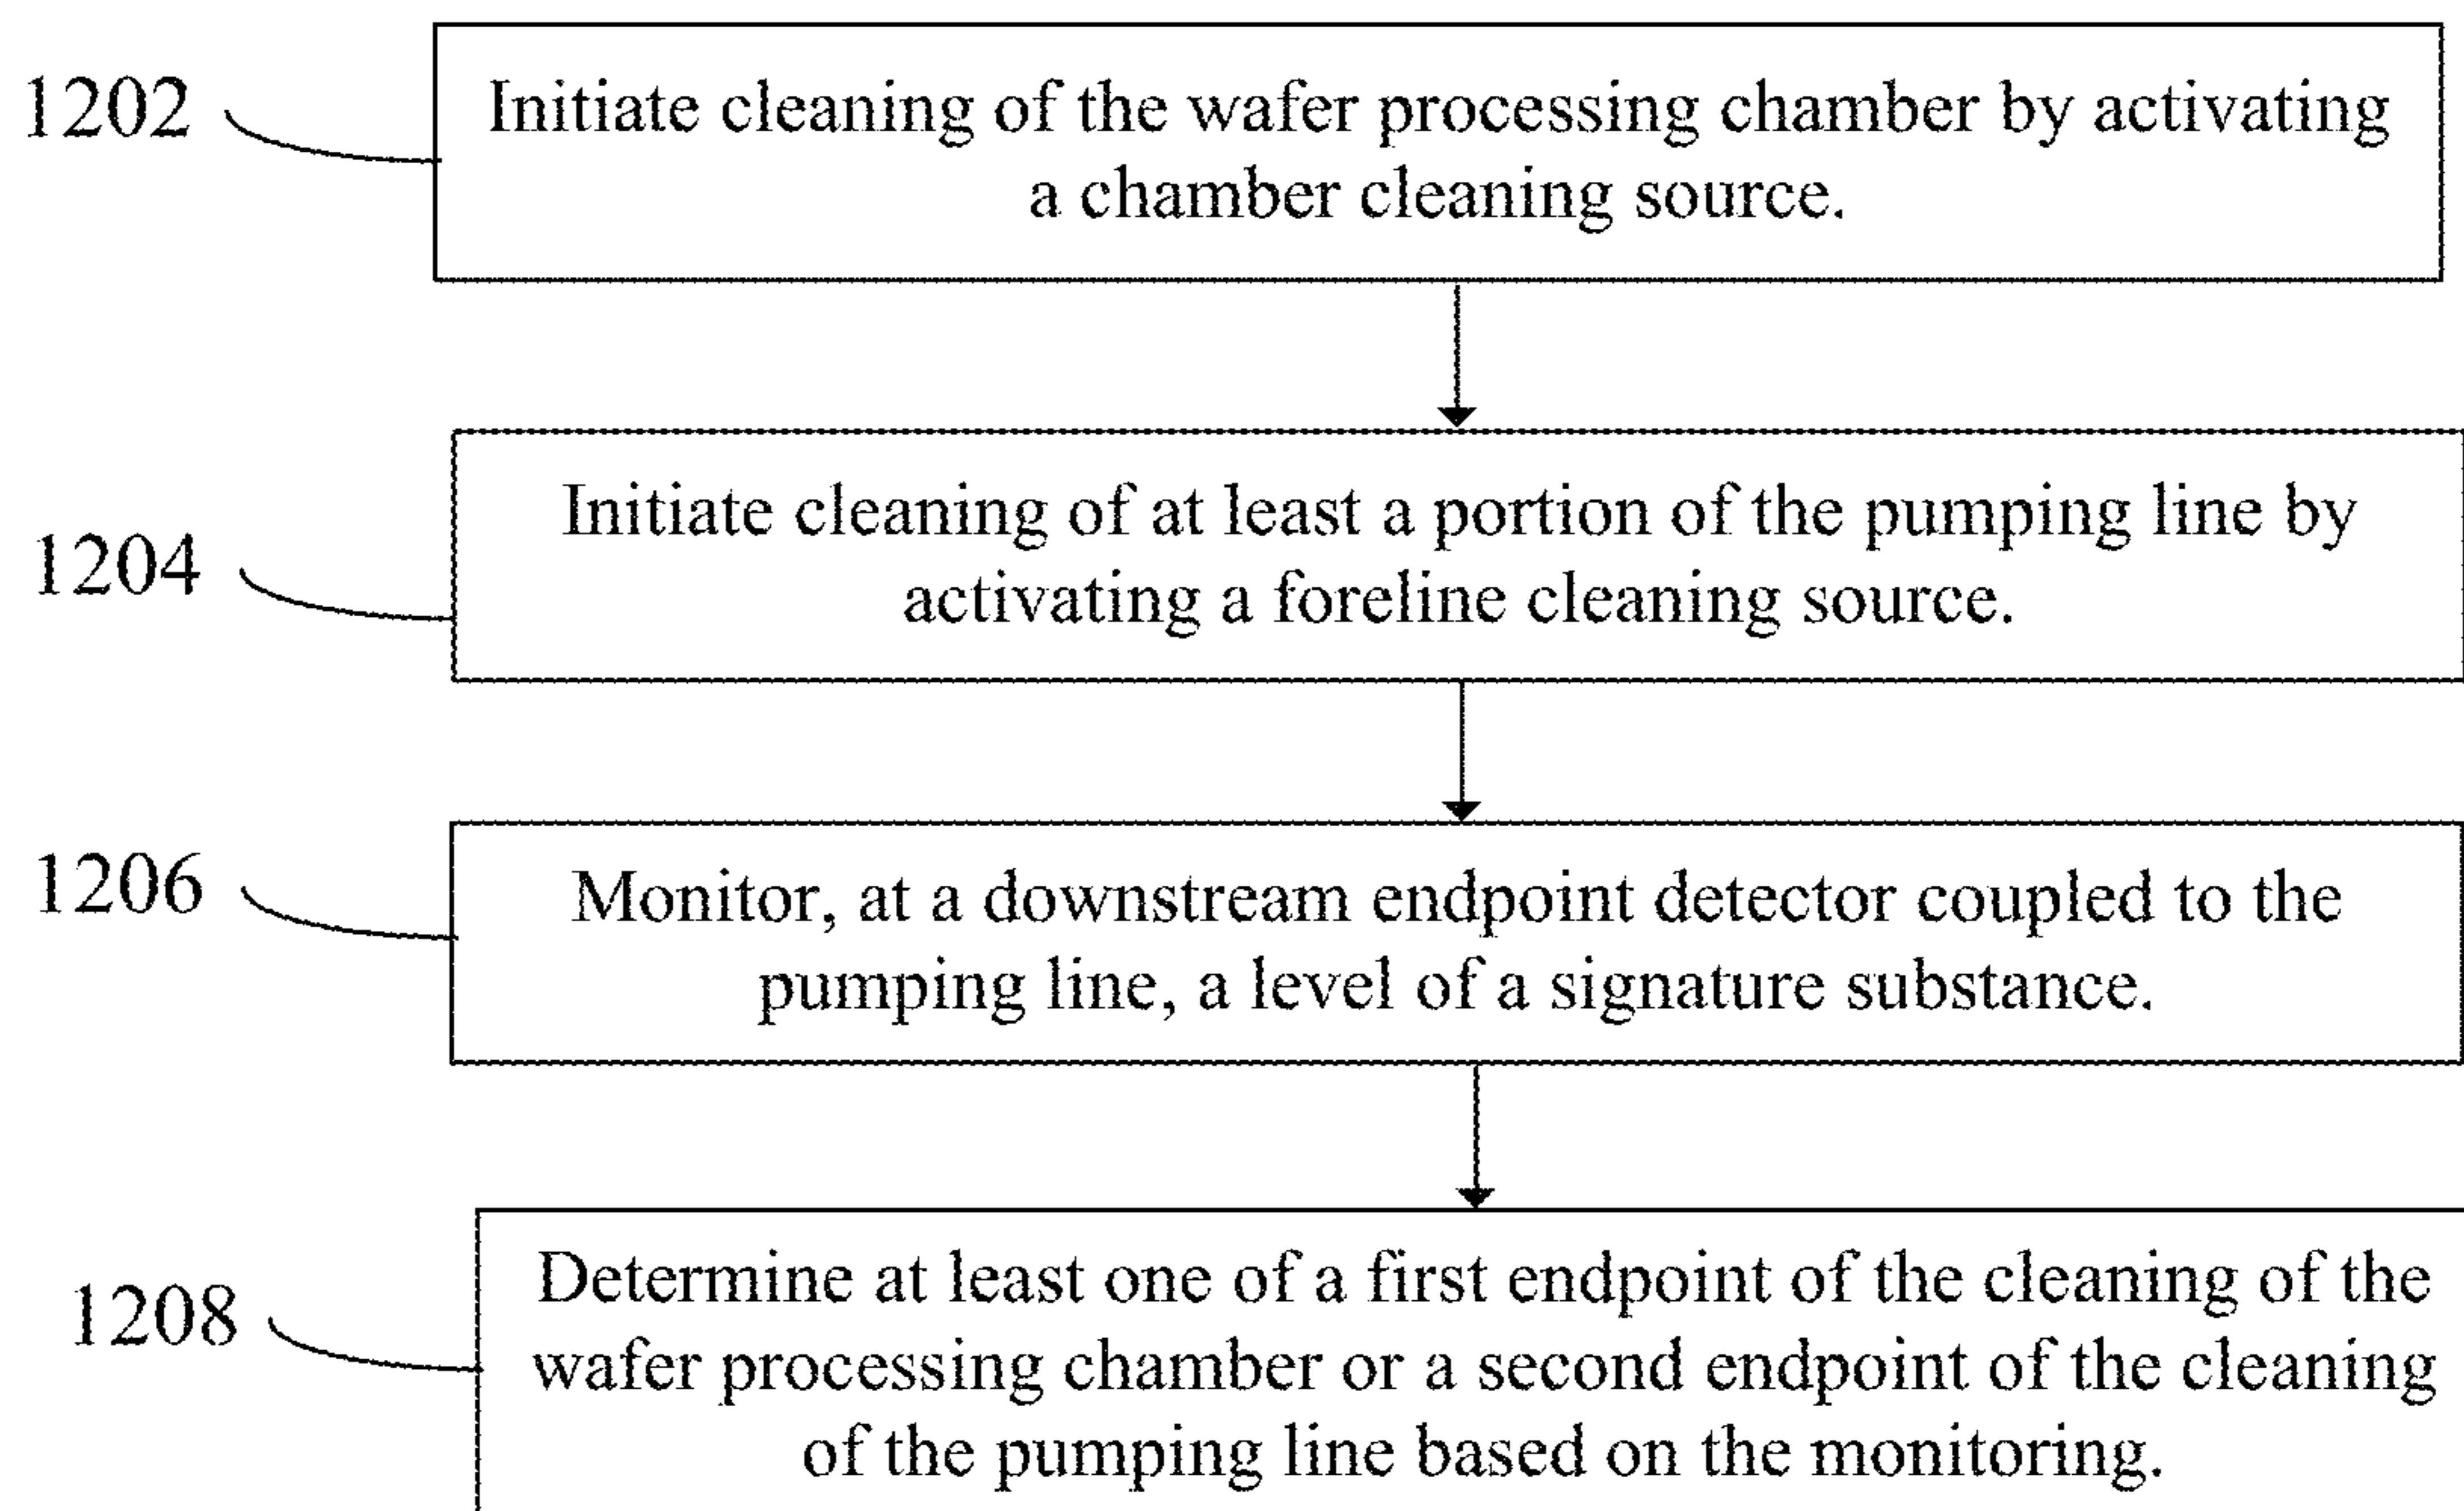 1202
Initiate cleaning of the wafer processing chamber by activating
a chamber cleaning source.
1204
Initiate cleaning of at least a portion of the pumping line by
activating a foreline cleaning source.
1206
Monitor, at a downstream endpoint detector coupled to the
pumping line, a level of a signature substance.
1208
Determine at least one of a first endpoint of the cleaning of the
wafer processing chamber or a second endpoint of the cleaning
of the pumping line based on the monitoring.